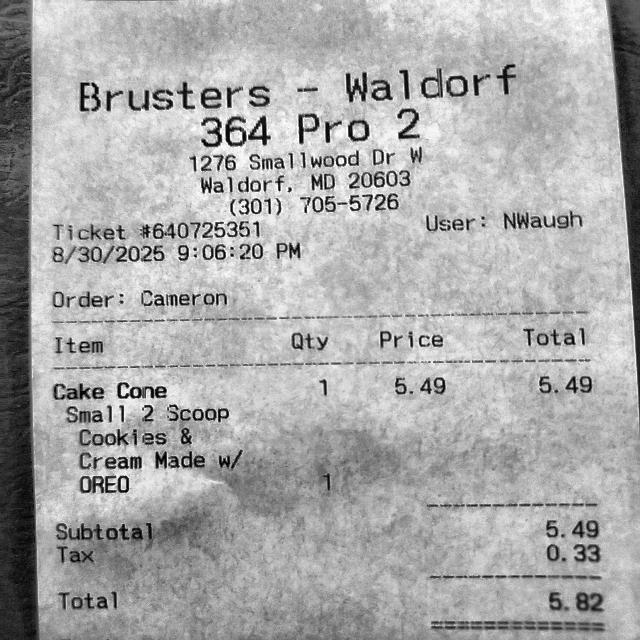 Brusters - Waldorf
364 Pro 2
1276 Smallwood Dr W
Waldorf, MD 20603
(301) 705-5726
Ticket #640725351 User: NWaugh
8/30/2025 9:06:20 PM
Order: Cameron
Item Qty Price Total
Cake Cone 1 5.49 5.49
Small 2 Scoop
Cookies &
Cream Made w/
OREO 1
Subtotal 5.49
Tax 0.33
Total 5.82